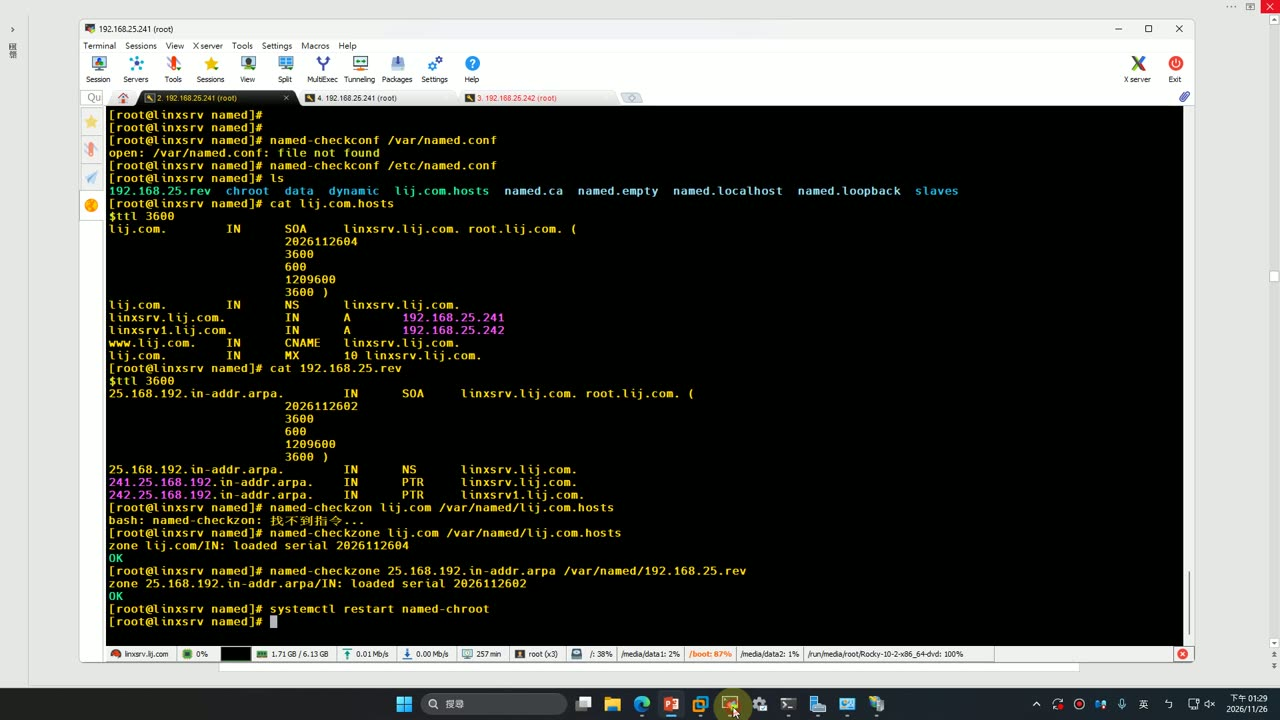 192.168.25.241 (root)
Terminal Sessions View X server Tools Settings Macros Help
Session Servers Tools Sessions View Split MultiExec Tunneling Packages Settings Help X server Exit
Qu 2. 192.168.25.241 (root) 4. 192.168.25.241 (root) 3. 192.168.25.242 (root)
[root@linxsrv named]#
[root@linxsrv named]#
[root@linxsrv named]# named-checkconf /var/named.conf
open: /var/named.conf: file not found
[root@linxsrv named]# named-checkconf /etc/named.conf
[root@linxsrv named]# ls
192.168.25.rev chroot data dynamic lij.com.hosts named.ca named.empty named.localhost named.loopback slaves
[root@linxsrv named]# cat lij.com.hosts
$ttl 3600
lij.com. IN SOA linxsrv.lij.com. root.lij.com. (
2026112604
3600
600
1209600
3600 )
lij.com. IN NS linxsrv.lij.com.
linxsrv.lij.com. IN A 192.168.25.241
linxsrv1.lij.com. IN A 192.168.25.242
www.lij.com. IN CNAME linxsrv.lij.com.
lij.com. IN MX 10 linxsrv.lij.com.
[root@linxsrv named]# cat 192.168.25.rev
$ttl 3600
25.168.192.in-addr.arpa. IN SOA linxsrv.lij.com. root.lij.com. (
2026112602
3600
600
1209600
3600 )
25.168.192.in-addr.arpa. IN NS linxsrv.lij.com.
241.25.168.192.in-addr.arpa. IN PTR linxsrv.lij.com.
242.25.168.192.in-addr.arpa. IN PTR linxsrv1.lij.com.
[root@linxsrv named]# named-checkzon lij.com /var/named/lij.com.hosts
bash: named-checkzon: 找不到指令...
[root@linxsrv named]# named-checkzone lij.com /var/named/lij.com.hosts
zone lij.com/IN: loaded serial 2026112604
OK
[root@linxsrv named]# named-checkzone 25.168.192.in-addr.arpa /var/named/192.168.25.rev
zone 25.168.192.in-addr.arpa/IN: loaded serial 2026112602
OK
[root@linxsrv named]# systemctl restart named-chroot
[root@linxsrv named]#
linxsrv.lij.com 0% 1.71 GB / 6.13 GB 0.01 Mb/s 0.00 Mb/s 257 min root (x3) /: 38% /media/data1: 2% /boot: 87% /media/data2: 1% /run/media/root/Rocky-10-2-x86_64-dvd: 100%
搜尋 英 下午 01:29
2026/11/26